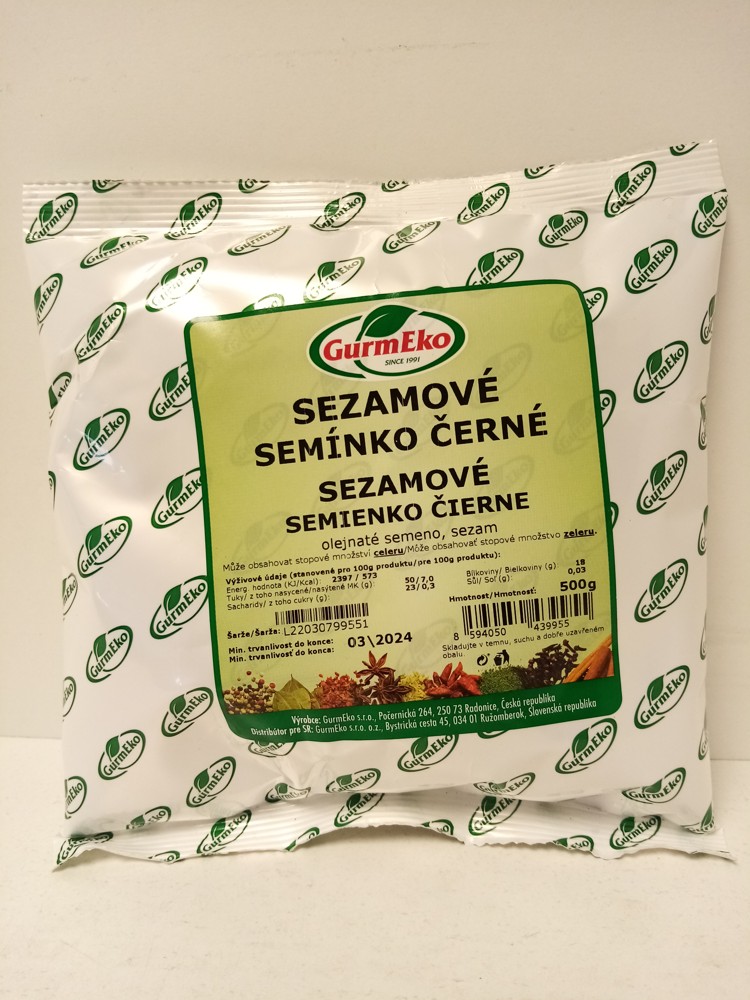 GurmEko
SINCE 1991
SEZAMOVÉ
SEMÍNKO ČERNÉ
SEZAMOVÉ
SEMIENKO ČIERNE
olejnaté semeno, sezam
Může obsahovat stopové množství celeru/Môže obsahovať stopové množstvo zeleru.
Výživové údaje (stanovené pro 100g produktu/pre 100g produktu):
Energ. hodnota (KJ/Kcal): 2397 / 573
Tuky/ z toho nasycené/nasýtené MK (g): 50/7,0 Bílkoviny/ Bielkoviny (g): 18
Sacharidy/ z toho cukry (g): 23/0,3 Sůl/ Soľ (g): 0,03
Hmotnost/Hmotnosť: 500g
Šarže/Šarža: L22030799551
Min. trvanlivost do konce: 03\2024
Min. trvanlivosť do konca:
8 594050 439955
Skladujte v temnu, suchu a dobře uzavřeném
obalu.
Výrobce: GurmEko s.r.o., Počernická 264, 250 73 Radonice, Česká republika
Distribútor pre SR: GurmEko s.r.o. o.z., Bystrická cesta 45, 034 01 Ružomberok, Slovenská republika